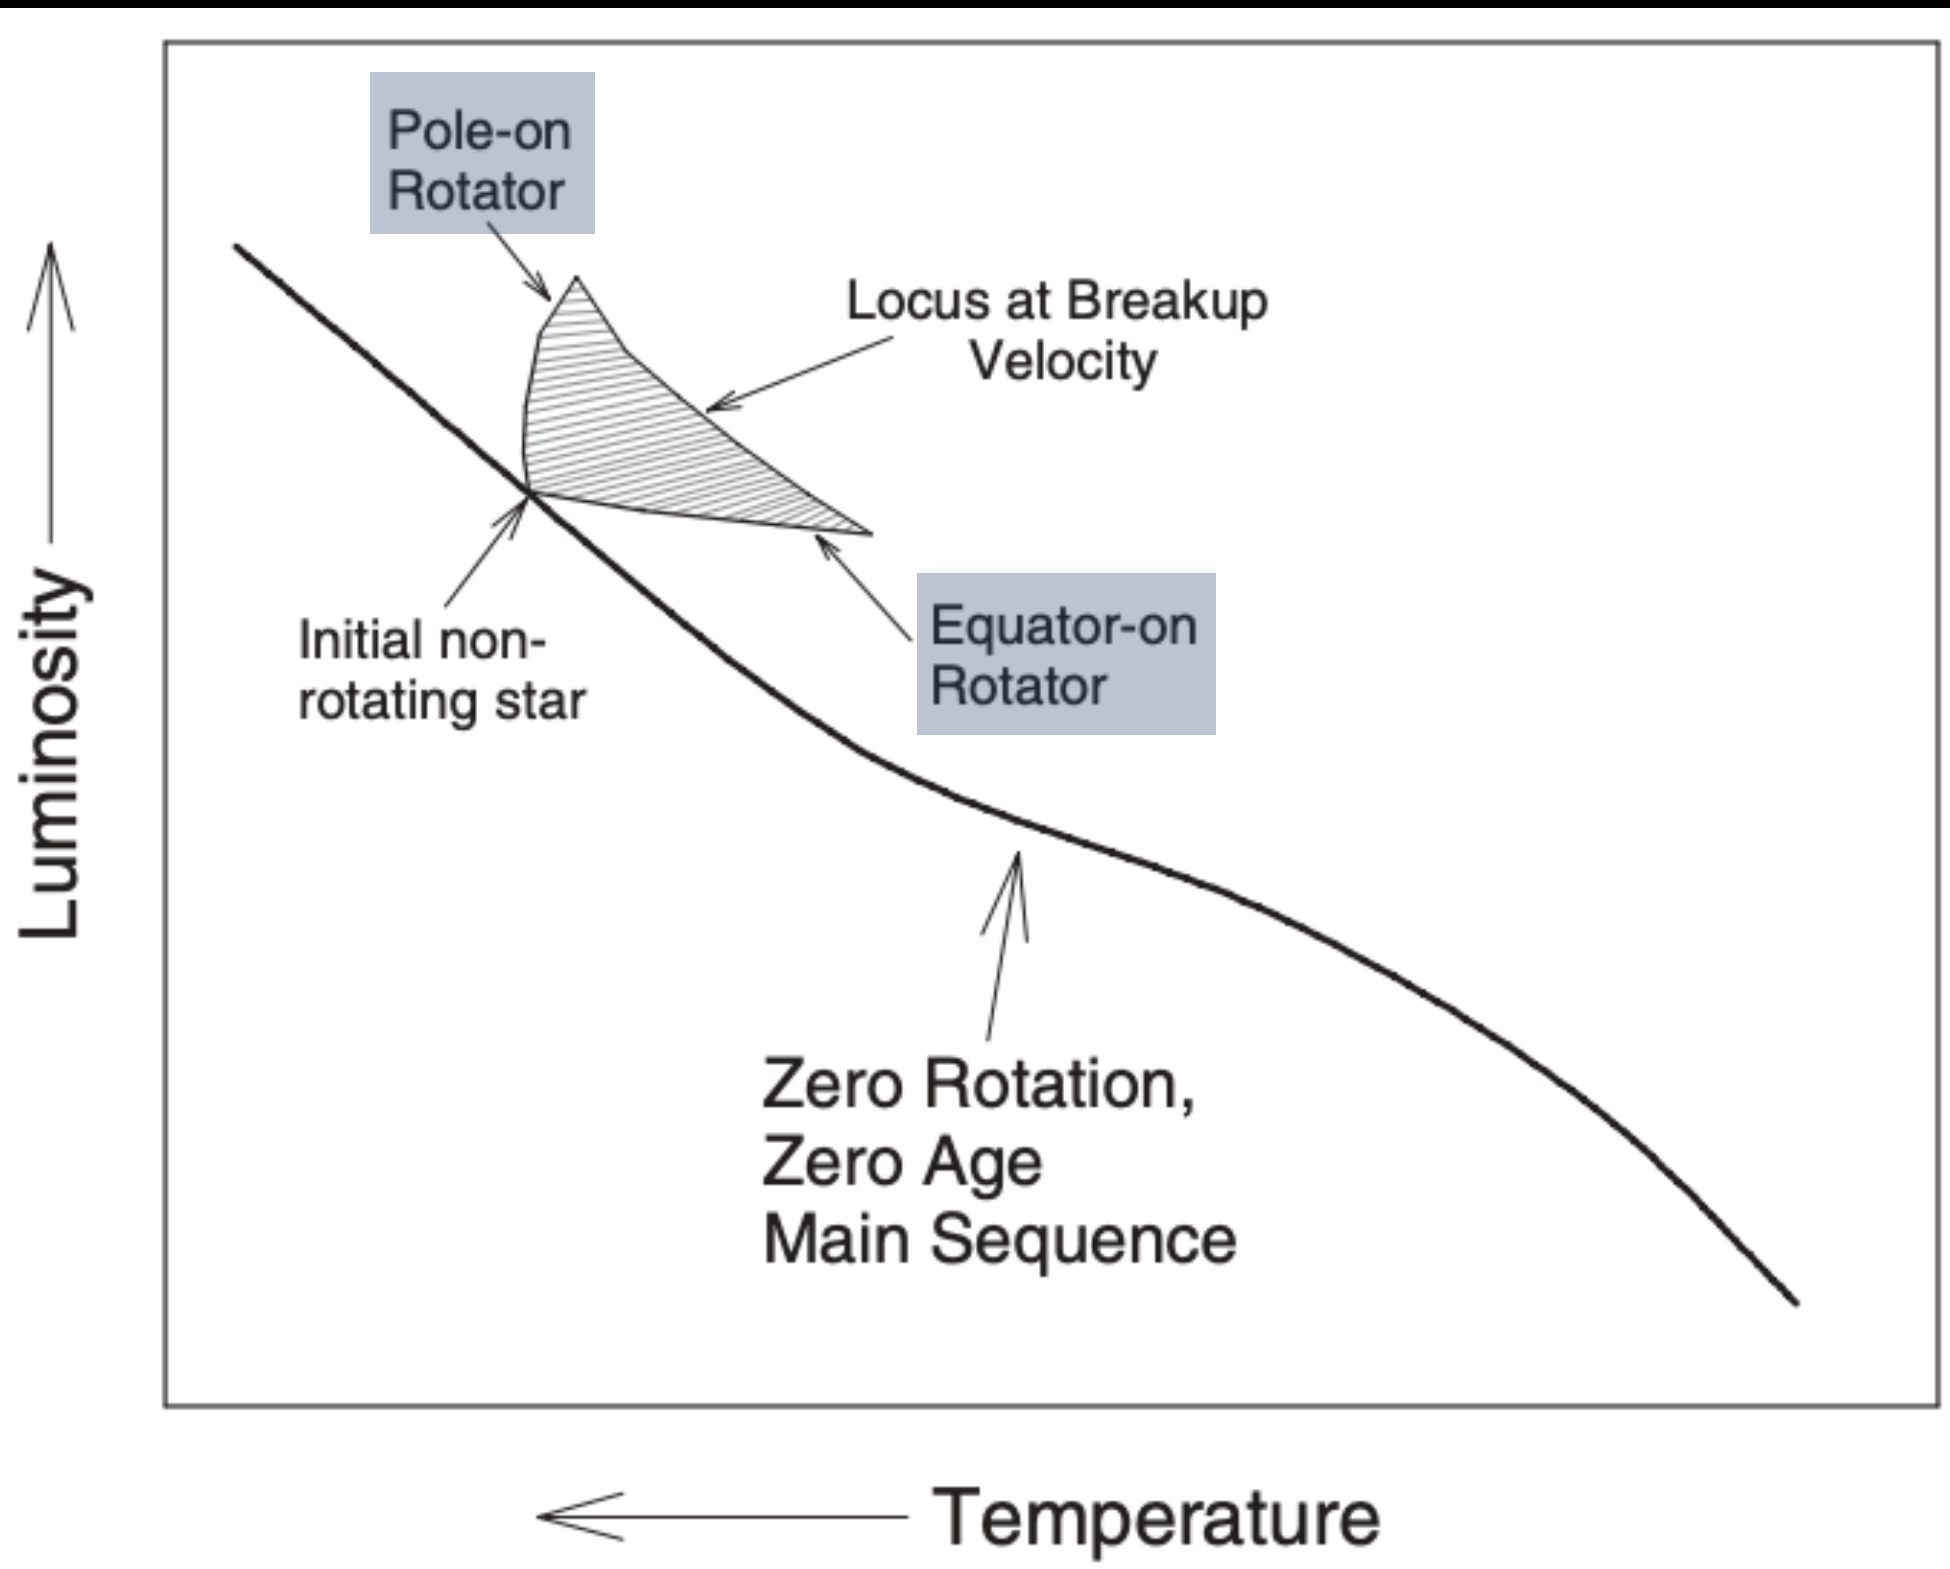 Pole-on
Rotator
Locus at Breakup
Velocity
Initial non-
rotating star
Equator-on
Rotator
Zero Rotation,
Zero Age
Main Sequence
Luminosity
Temperature